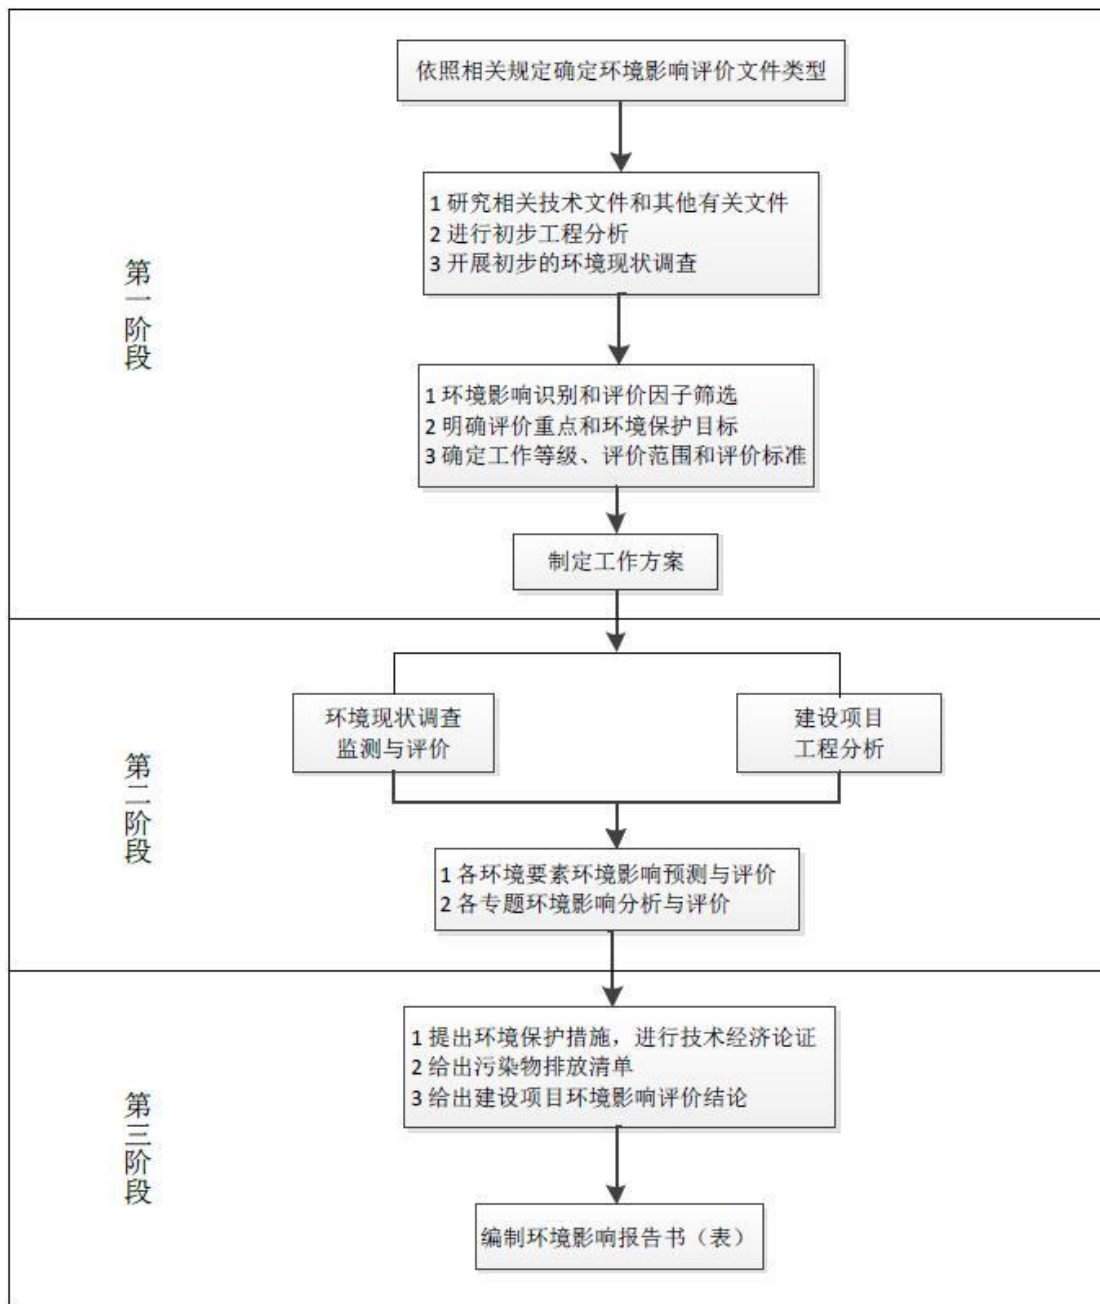 依照相关规定确定环境影响评价文件类型
1 研究相关技术文件和其他有关文件
2 进行初步工程分析
3 开展初步的环境现状调查
第一阶段
1 环境影响识别和评价因子筛选
2 明确评价重点和环境保护目标
3 确定工作等级、评价范围和评价标准
制定工作方案
环境现状调查
监测与评价
建设项目
工程分析
第二阶段
1 各环境要素环境影响预测与评价
2 各专题环境影响分析与评价
1 提出环境保护措施，进行技术经济论证
2 给出污染物排放清单
3 给出建设项目环境影响评价结论
第三阶段
编制环境影响报告书（表）